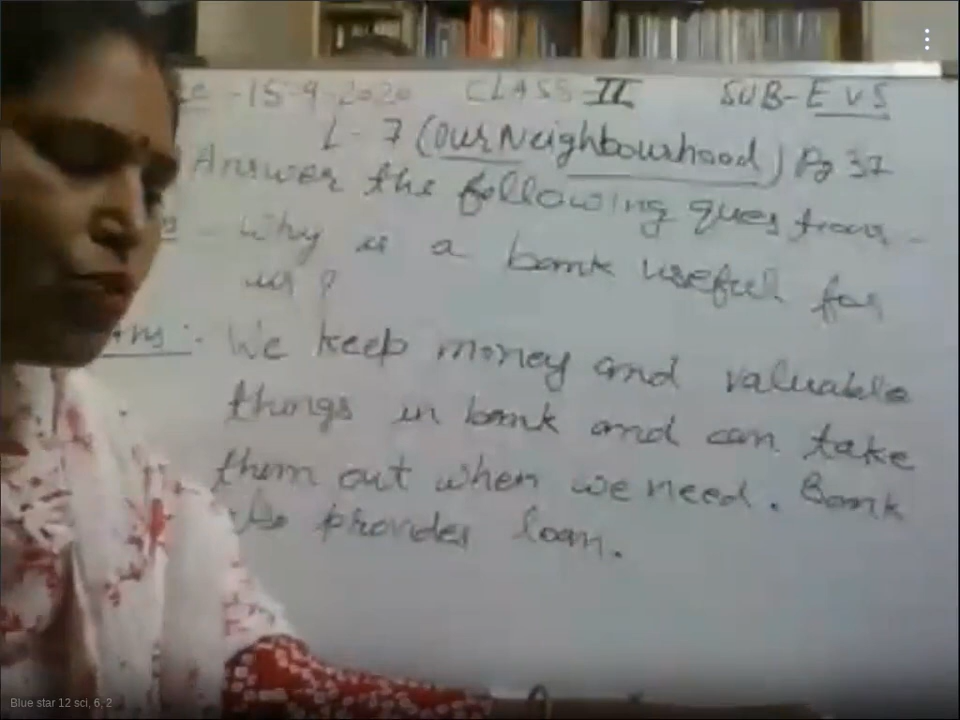 -15-9-2020 CLASS-II SUB-EVS
L-7 (Our Neighbourhood) Pg 37
Answer the following questions -
Why is a bank useful for
us ?
Ans :- We keep money and valuable
things in bank and can take
them out when we need. Bank
also provides loan.
Blue star 12 sci, 6, 2